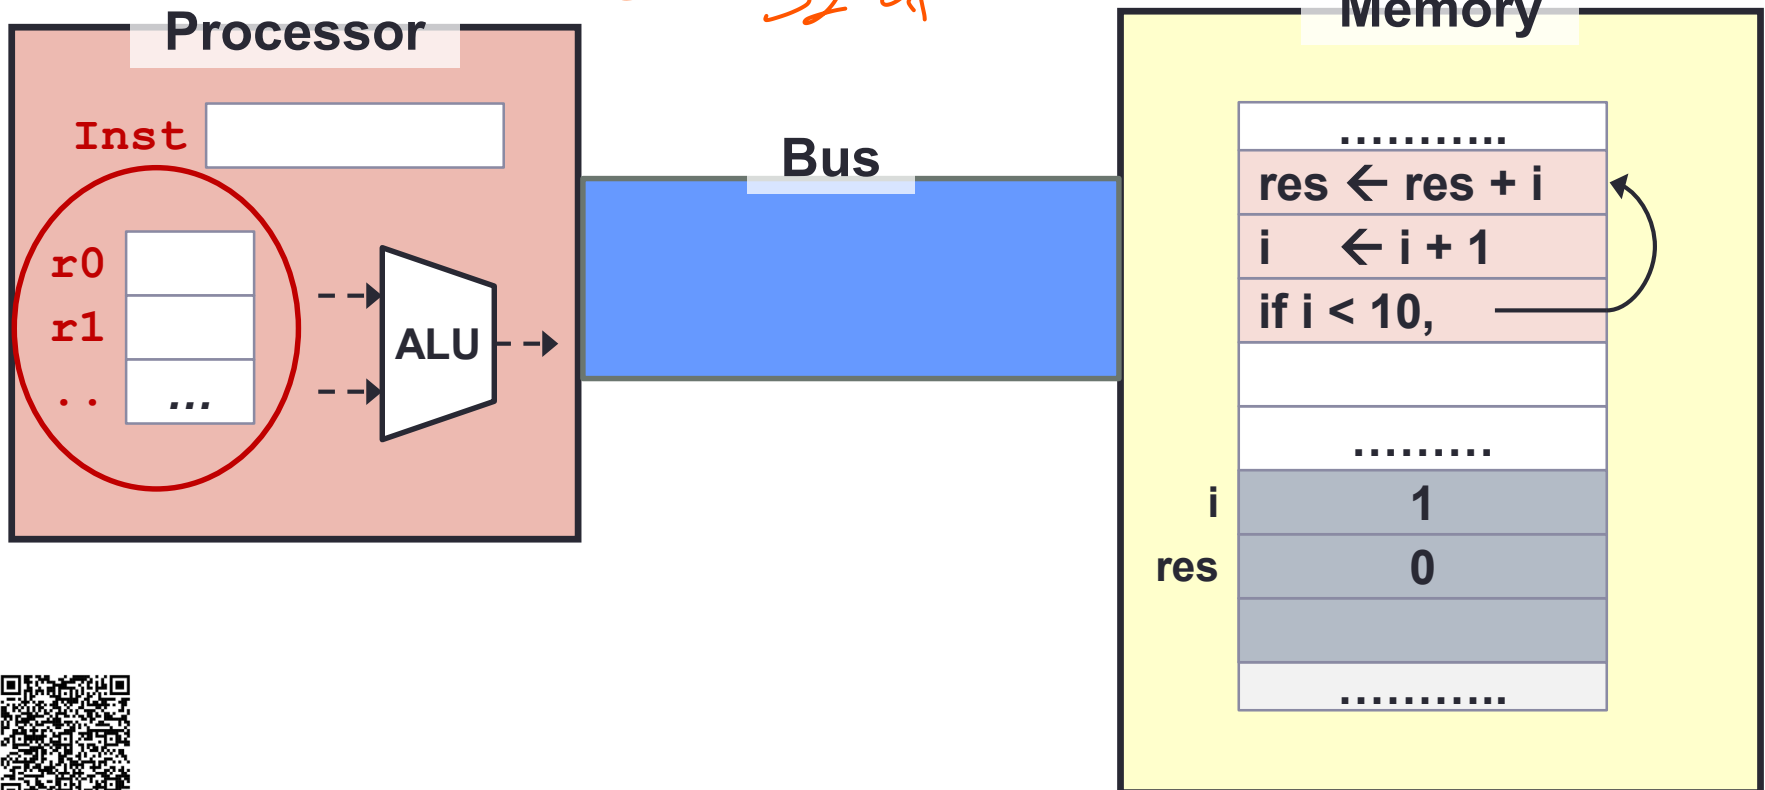 Processor
Memory
Inst
Bus
...........
res ← res + i
i ← i + 1
if i < 10,
r0
r1
.. ...
ALU
.........
i 1
res 0
...........